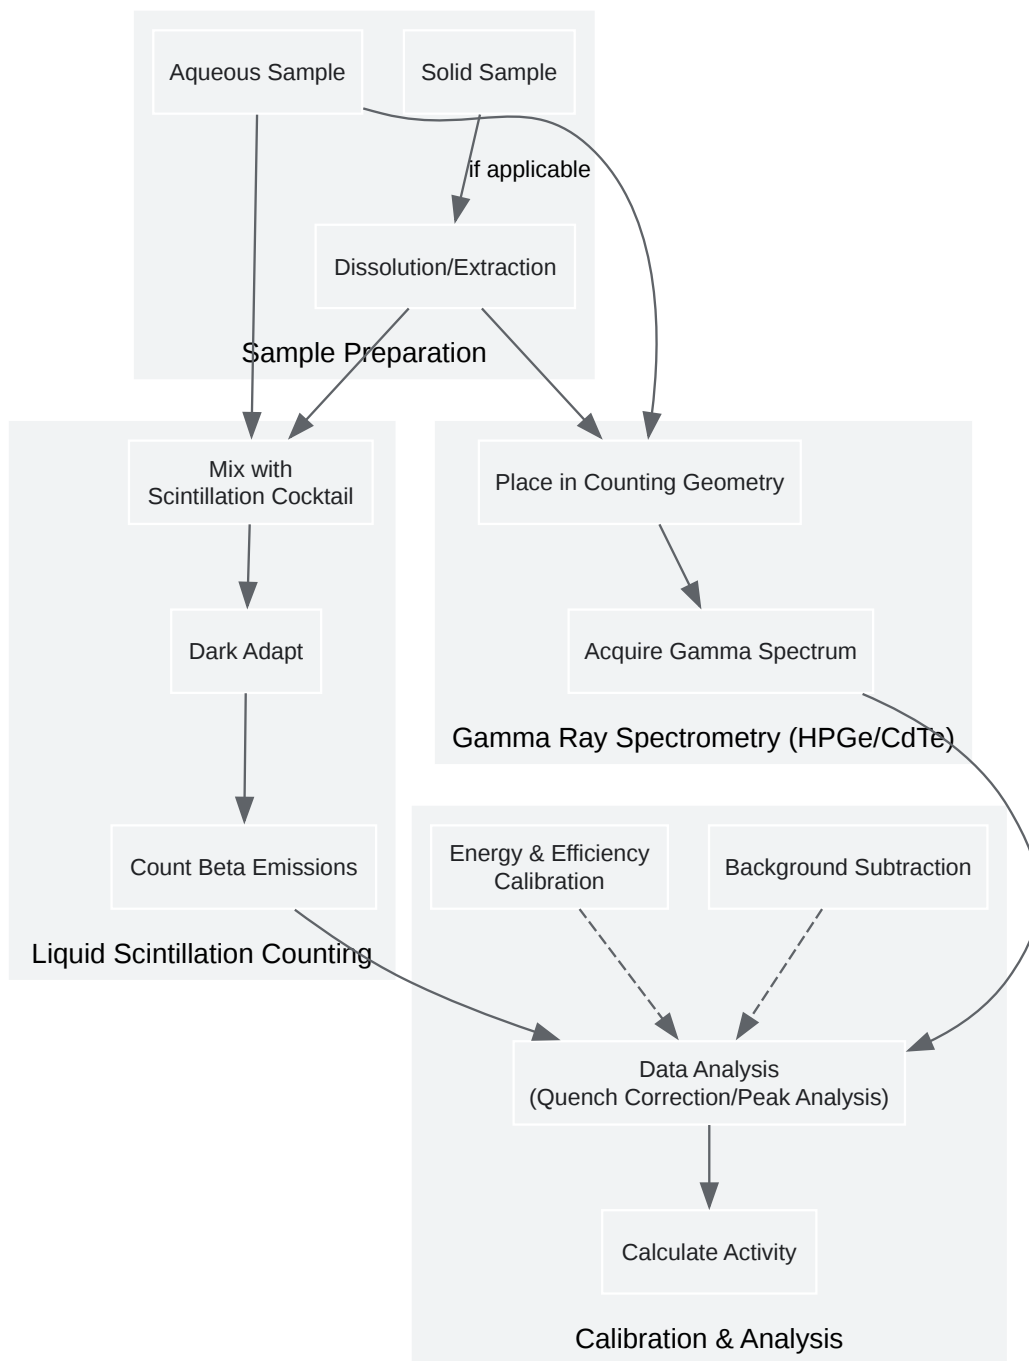 Aqueous Sample
Solid Sample
if applicable
Dissolution/Extraction
Sample Preparation
Mix with
Scintillation Cocktail
Place in Counting Geometry
Dark Adapt
Acquire Gamma Spectrum
Gamma Ray Spectrometry (HPGe/CdTe)
Count Beta Emissions
Energy & Efficiency
Calibration
Background Subtraction
Liquid Scintillation Counting
Data Analysis
(Quench Correction/Peak Analysis)
Calculate Activity
Calibration & Analysis